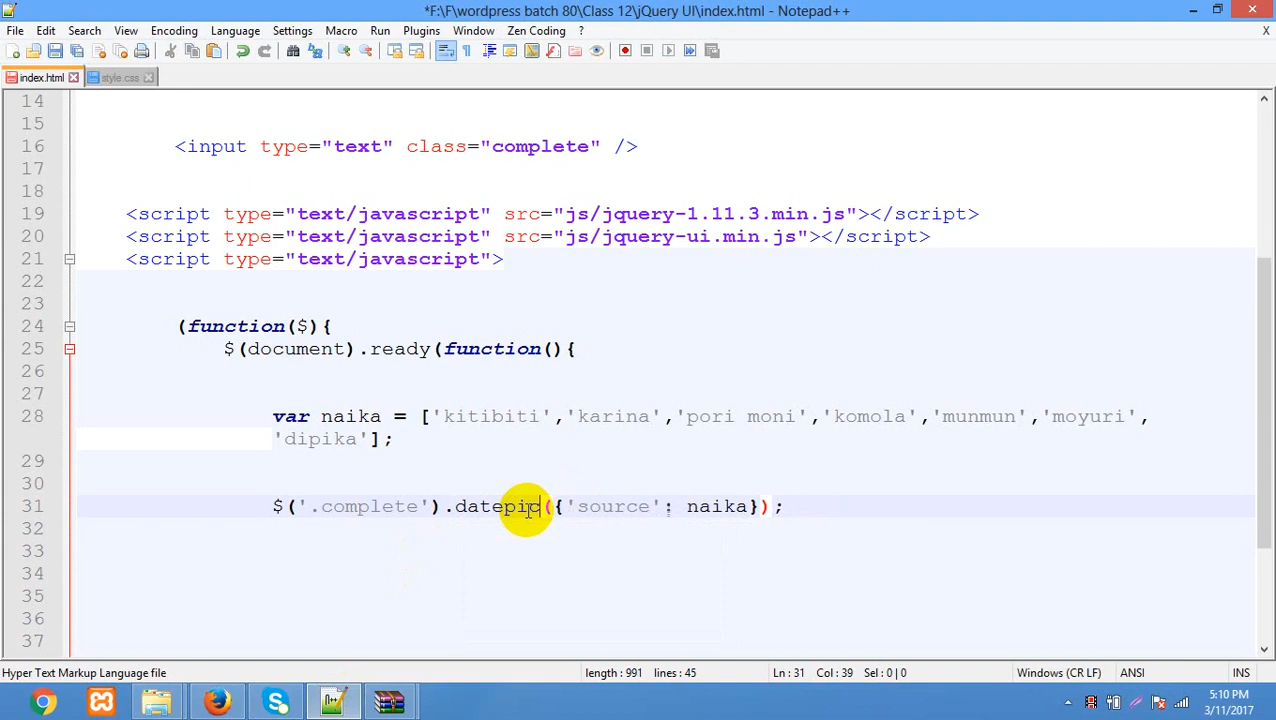 *F:\F\wordpress batch 80\Class 12\jQuery UI\index.html - Notepad++
File Edit Search View Encoding Language Settings Macro Run Plugins Window Zen Coding ? X
index.html style.css
14
15
16 <input type="text" class="complete" />
17
18
19 <script type="text/javascript" src="js/jquery-1.11.3.min.js"></script>
20 <script type="text/javascript" src="js/jquery-ui.min.js"></script>
21 <script type="text/javascript">
22
23
24 (function($){
25 $(document).ready(function(){
26
27
28 var naika = ['kitibiti','karina','pori moni','komola','munmun','moyuri',
'dipika'];
29
30
31 $('.complete').datepic({'source': naika});
32
33
34
35
36
37
Hyper Text Markup Language file length : 991 lines : 45 Ln : 31 Col : 39 Sel : 0 | 0 Windows (CR LF) ANSI INS
5:10 PM
3/11/2017